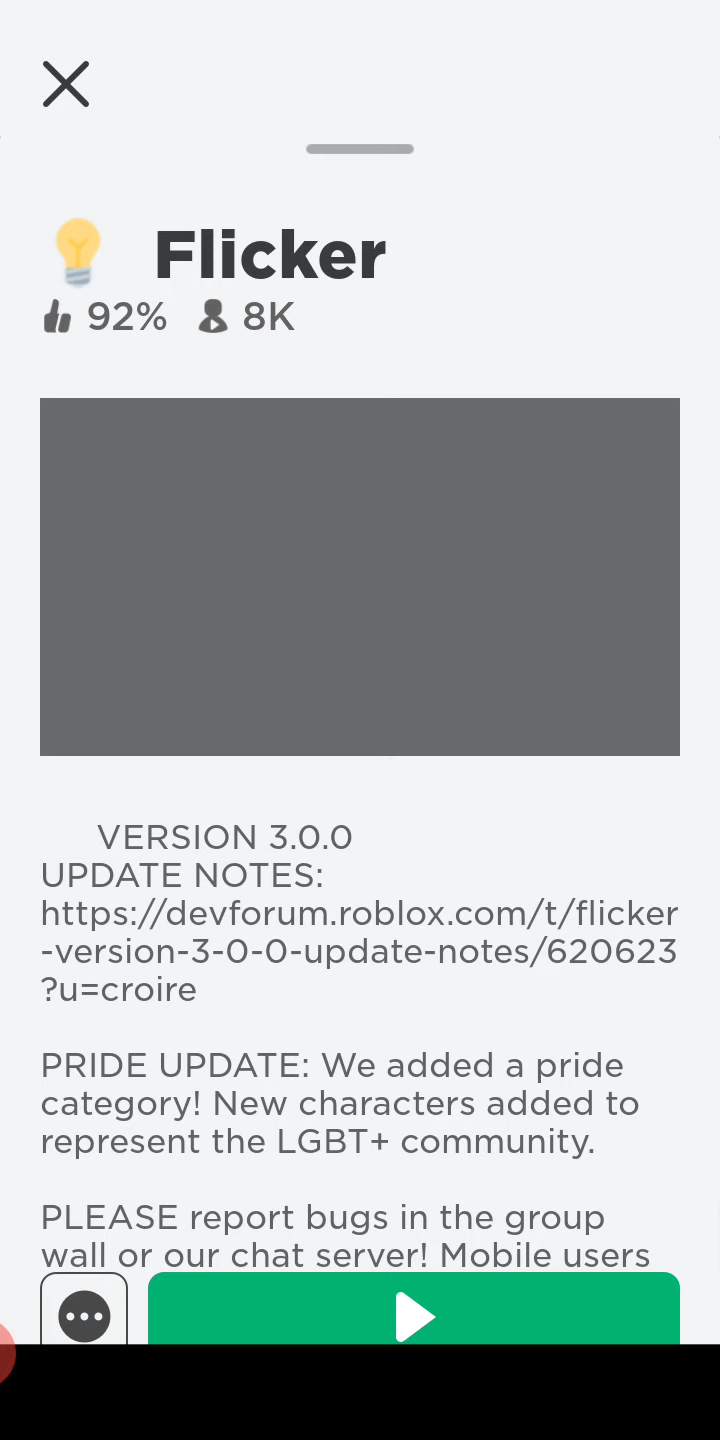 Flicker
92% 8K
VERSION 3.0.0
UPDATE NOTES:
https://devforum.roblox.com/t/flicker
-version-3-0-0-update-notes/620623
?u=croire
PRIDE UPDATE: We added a pride
category! New characters added to
represent the LGBT+ community.
PLEASE report bugs in the group
wall or our chat server! Mobile users